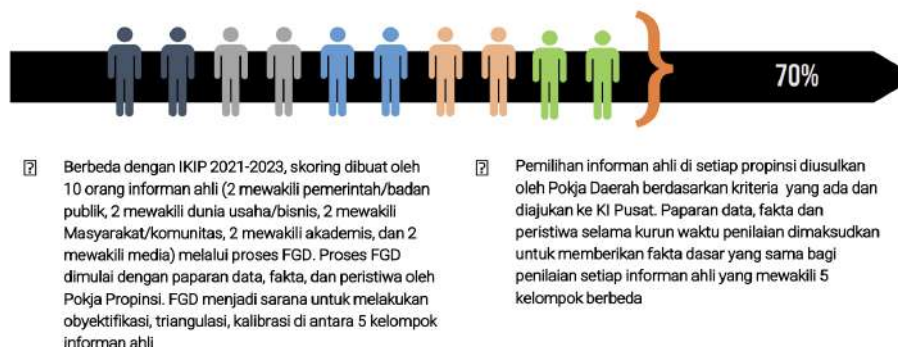 70%
Berbeda dengan IKIP 2021-2023, skoring dibuat oleh
10 orang informan ahli (2 mewakili pemerintah/badan
publik, 2 mewakili dunia usaha/bisnis, 2 mewakili
Masyarakat/komunitas, 2 mewakili akademis, dan 2
mewakili media) melalui proses FGD. Proses FGD
dimulai dengan paparan data, fakta, dan peristiwa oleh
Pokja Propinsi. FGD menjadi sarana untuk melakukan
obyektifikasi, triangulasi, kalibrasi di antara 5 kelompok
informan ahli
Pemilihan informan ahli di setiap propinsi diusulkan
oleh Pokja Daerah berdasarkan kriteria yang ada dan
diajukan ke KI Pusat. Paparan data, fakta dan
peristiwa selama kurun waktu penilaian dimaksudkan
untuk memberikan fakta dasar yang sama bagi
penilaian setiap informan ahli yang mewakili 5
kelompok berbeda